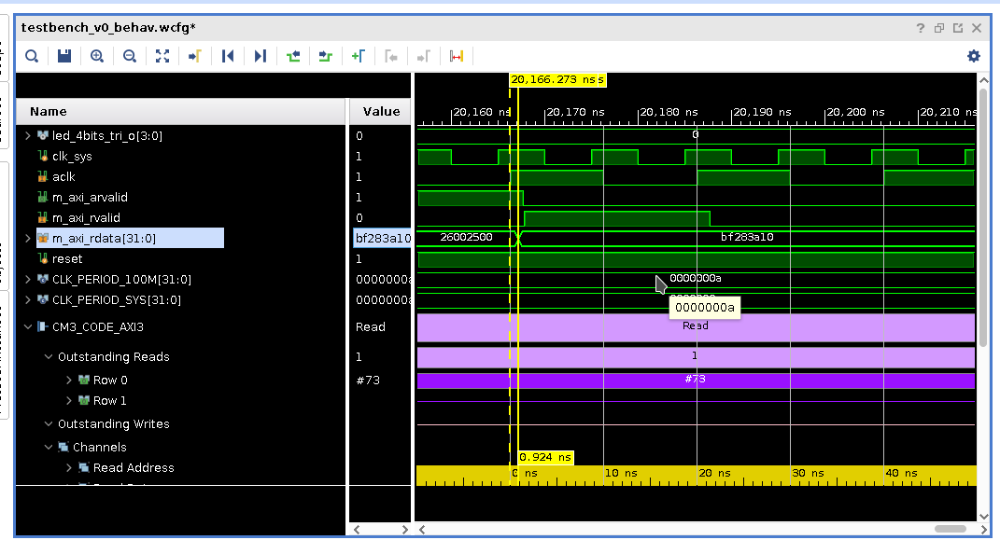 testbench_v0_behav.wcfg*
20,166.273 ns
Name Value 20,160 ns 20,170 ns 20,180 ns 20,190 ns 20,200 ns 20,210 ns
led_4bits_tri_o[3:0] 0 0
clk_sys 1
aclk 1
m_axi_arvalid 1
m_axi_rvalid 0
m_axi_rdata[31:0] bf283a10 26002500 bf283a10
reset 1
CLK_PERIOD_100M[31:0] 0000000a 0000000a
CLK_PERIOD_SYS[31:0] 0000000a
0000000a
CM3_CODE_AXI3 Read Read
Outstanding Reads 1 1
Row 0 #73 #73
Row 1
Outstanding Writes
Channels
0.924 ns
Read Address
0 ns 10 ns 20 ns 30 ns 40 ns